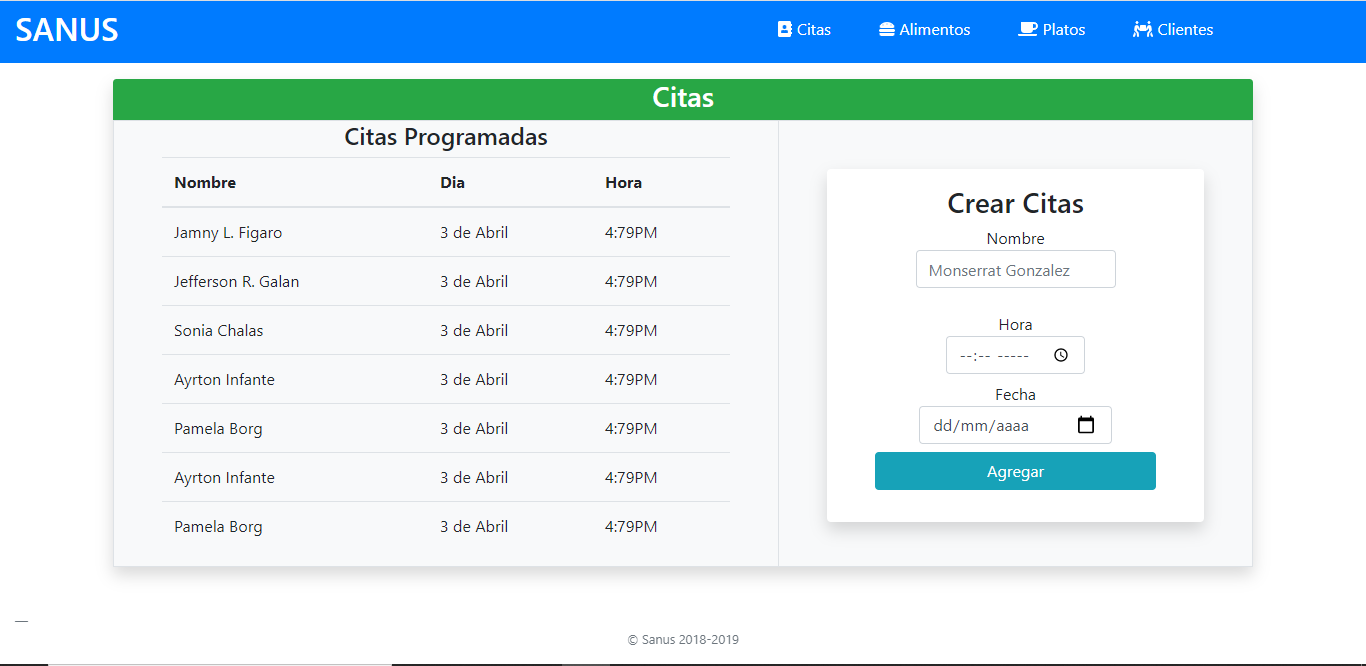 SANUS Citas Alimentos Platos Clientes
Citas
Citas Programadas
Nombre Dia Hora
Jamny L. Figaro 3 de Abril 4:79PM
Jefferson R. Galan 3 de Abril 4:79PM
Sonia Chalas 3 de Abril 4:79PM
Ayrton Infante 3 de Abril 4:79PM
Pamela Borg 3 de Abril 4:79PM
Ayrton Infante 3 de Abril 4:79PM
Pamela Borg 3 de Abril 4:79PM
Crear Citas
Nombre
Monserrat Gonzalez
Hora
--:-- -----
Fecha
dd/mm/aaaa
Agregar
© Sanus 2018-2019